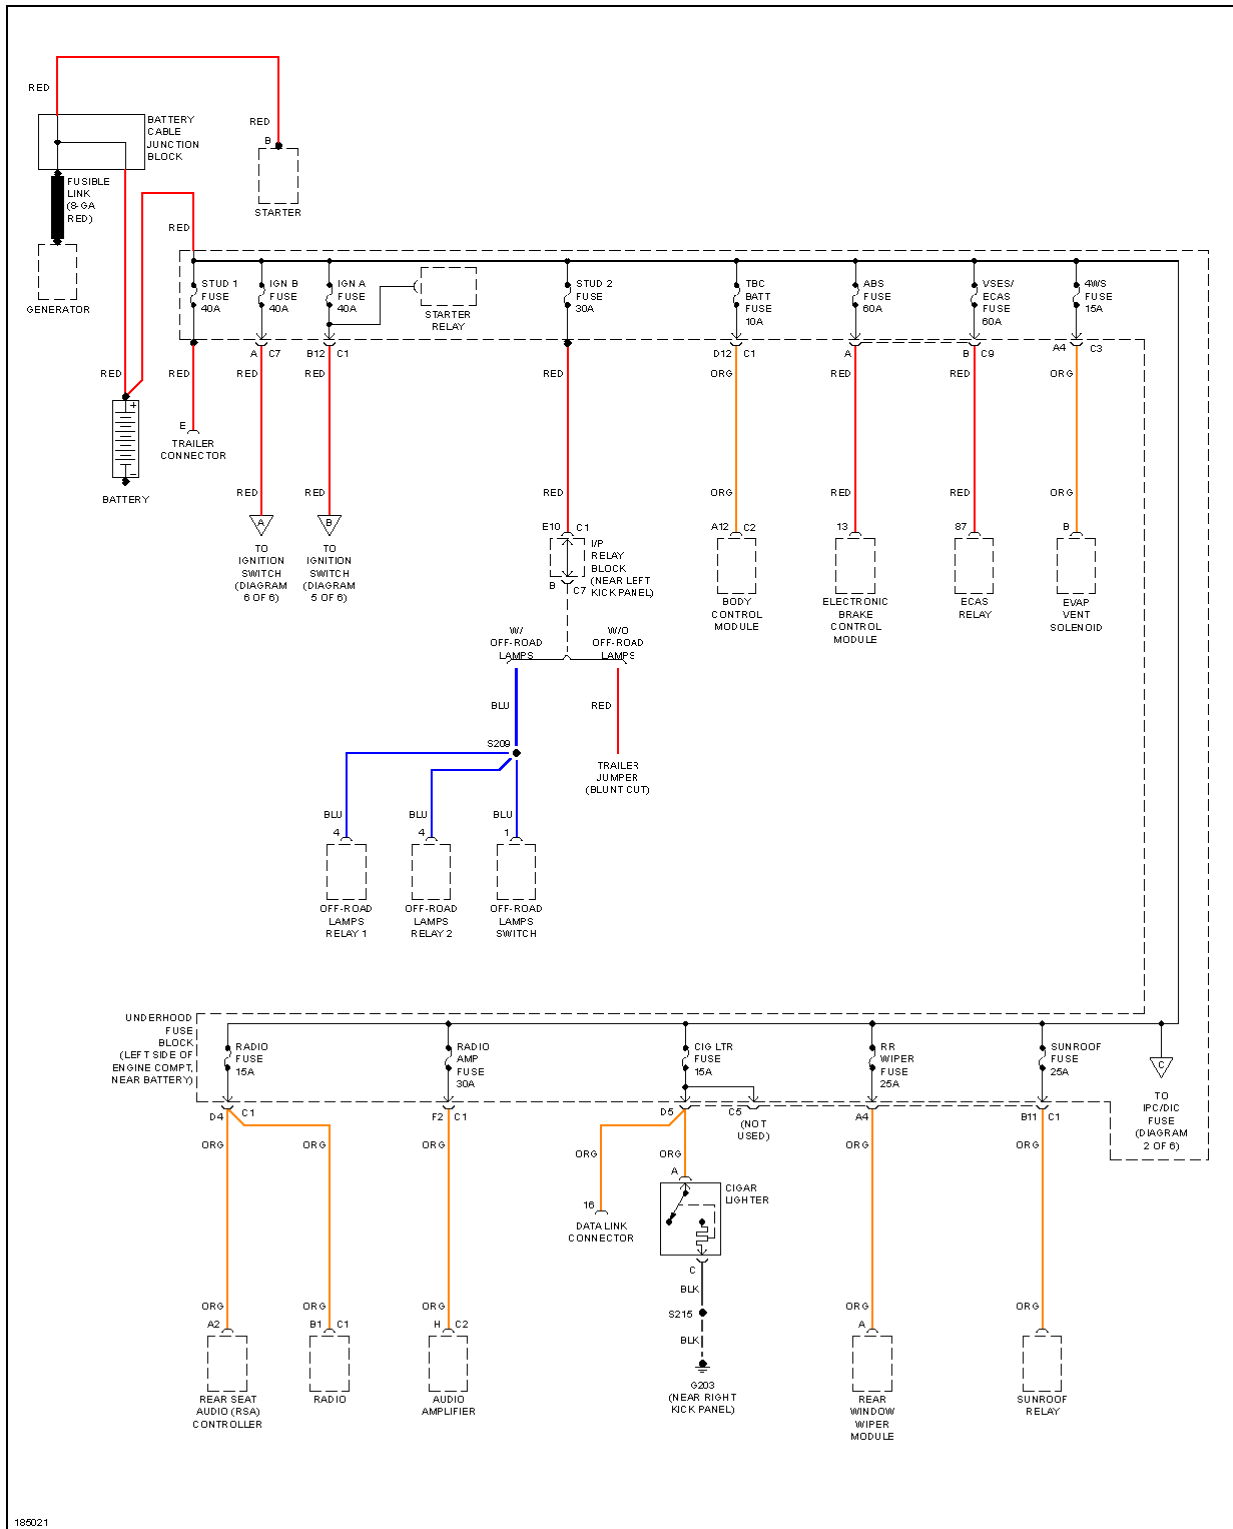 RED
BATTERY
CABLE
JUNCTION
BLOCK
RED
B
STARTER
FUSIBLE
LINK
(8-GA
RED)
GENERATOR
RED
STUD 1
FUSE
40A
IGN B
FUSE
40A
IGN A
FUSE
40A
STARTER
RELAY
STUD 2
FUSE
30A
TBC
BATT
FUSE
10A
ABS
FUSE
60A
VSES/
ECAS
FUSE
60A
4WS
FUSE
15A
A C7
B12 C1
D12 C1
A
B C9
A4 C3
RED
RED
RED
RED
RED
ORG
RED
RED
ORG
+
-
BATTERY
E
TRAILER
CONNECTOR
RED
RED
RED
ORG
RED
RED
ORG
A
TO
IGNITION
SWITCH
(DIAGRAM
6 OF 6)
B
TO
IGNITION
SWITCH
(DIAGRAM
5 OF 6)
E10 C1
I/P
RELAY
BLOCK
(NEAR LEFT
KICK PANEL)
B C7
A12 C2
BODY
CONTROL
MODULE
13
ELECTRONIC
BRAKE
CONTROL
MODULE
87
ECAS
RELAY
B
EVAP
VENT
SOLENOID
W/
OFF-ROAD
LAMPS
W/O
OFF-ROAD
LAMPS
BLU
RED
S209
TRAILER
JUMPER
(BLUNT CUT)
BLU
BLU
BLU
4
4
1
OFF-ROAD
LAMPS
RELAY 1
OFF-ROAD
LAMPS
RELAY 2
OFF-ROAD
LAMPS
SWITCH
UNDERHOOD
FUSE
BLOCK
(LEFT SIDE OF
ENGINE COMPT,
NEAR BATTERY)
RADIO
FUSE
15A
RADIO
AMP
FUSE
30A
CIG LTR
FUSE
15A
RR
WIPER
FUSE
25A
SUNROOF
FUSE
25A
C
TO
IPC/DIC
FUSE
(DIAGRAM
2 OF 6)
D4 C1
F2 C1
D5
C5
(NOT
USED)
A4
B11 C1
ORG
ORG
ORG
ORG
ORG
ORG
ORG
A
CIGAR
LIGHTER
16
DATA LINK
CONNECTOR
C
BLK
S215
BLK
G203
(NEAR RIGHT
KICK PANEL)
ORG
ORG
ORG
ORG
ORG
A2
REAR SEAT
AUDIO (RSA)
CONTROLLER
B1 C1
RADIO
H C2
AUDIO
AMPLIFIER
A
REAR
WINDOW
WIPER
MODULE
SUNROOF
RELAY
185021